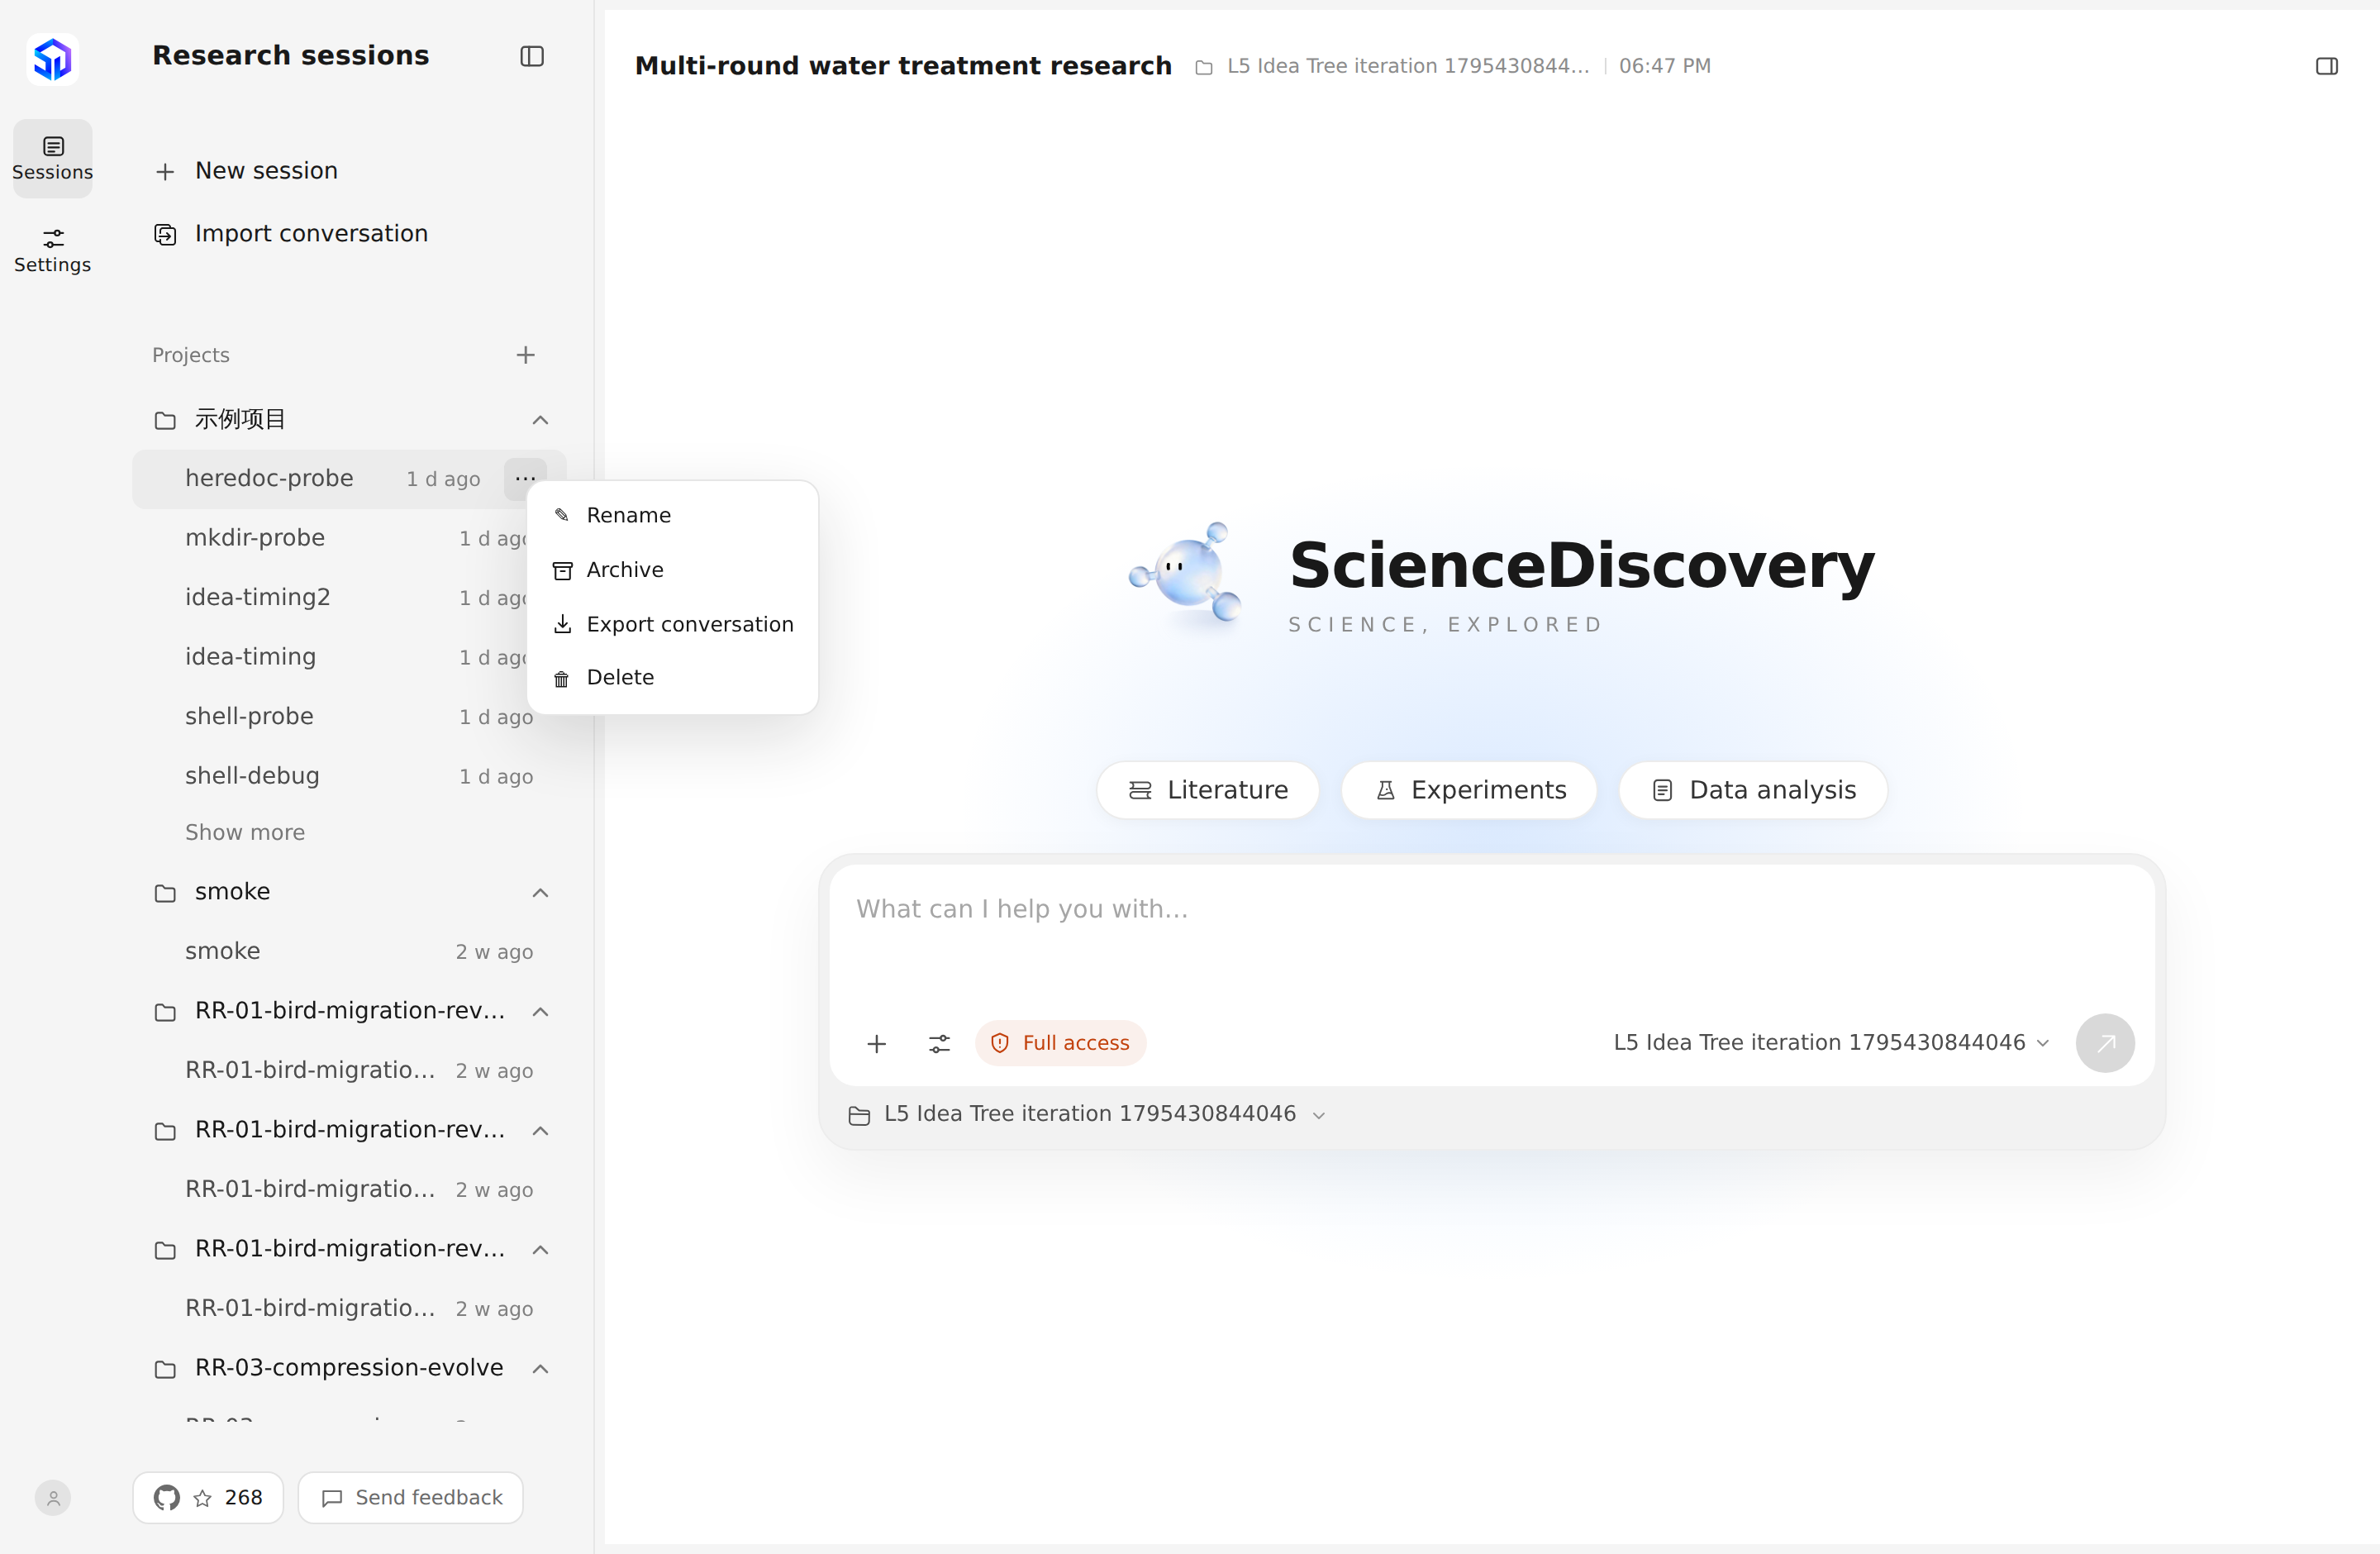 Research sessions
Sessions
Settings
New session
Import conversation
Projects
示例项目
heredoc-probe 1 d ago ...
mkdir-probe 1 d ago
idea-timing2 1 d ago
idea-timing 1 d ago
shell-probe 1 d ago
shell-debug 1 d ago
Show more
smoke
smoke 2 w ago
RR-01-bird-migration-rev...
RR-01-bird-migratio... 2 w ago
RR-01-bird-migration-rev...
RR-01-bird-migratio... 2 w ago
RR-01-bird-migration-rev...
RR-01-bird-migratio... 2 w ago
RR-03-compression-evolve
268
Send feedback
Rename
Archive
Export conversation
Delete
Multi-round water treatment research L5 Idea Tree iteration 1795430844... 06:47 PM
ScienceDiscovery
SCIENCE, EXPLORED
Literature Experiments Data analysis
What can I help you with...
Full access L5 Idea Tree iteration 1795430844046
L5 Idea Tree iteration 1795430844046